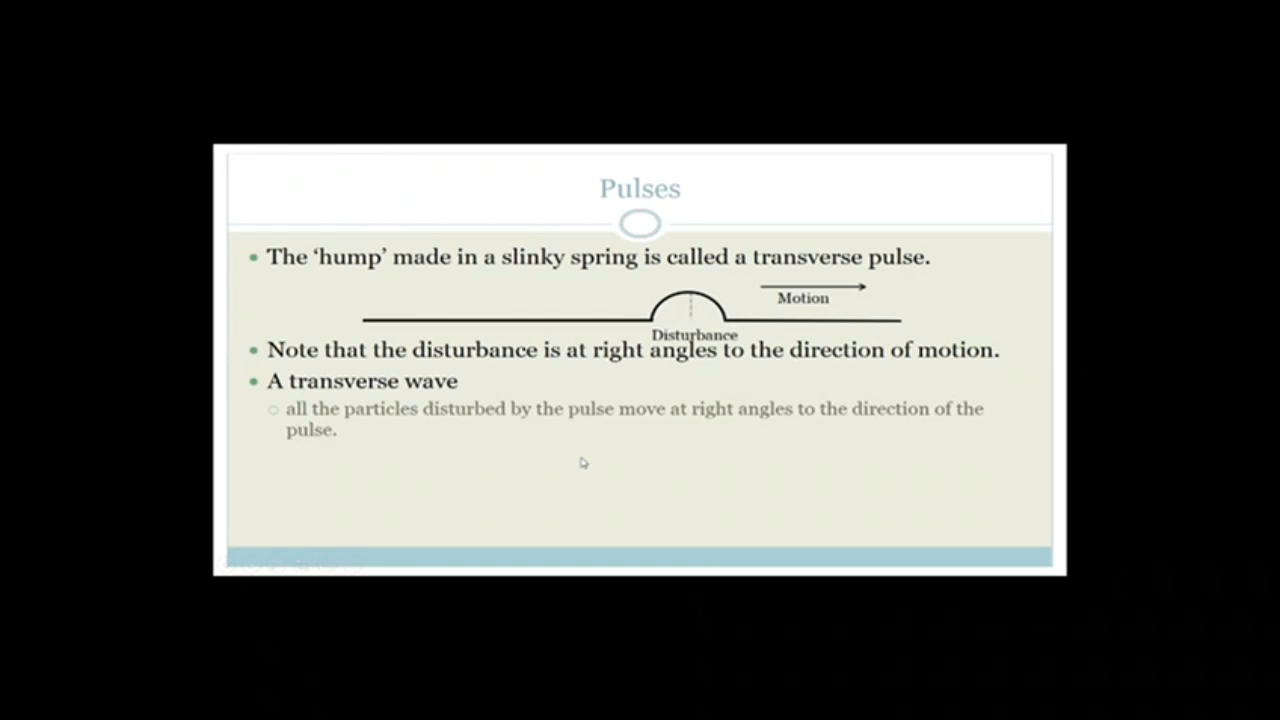 Pulses
The ‘hump’ made in a slinky spring is called a transverse pulse.
Motion
Disturbance
Note that the disturbance is at right angles to the direction of motion.
A transverse wave
all the particles disturbed by the pulse move at right angles to the direction of the
pulse.